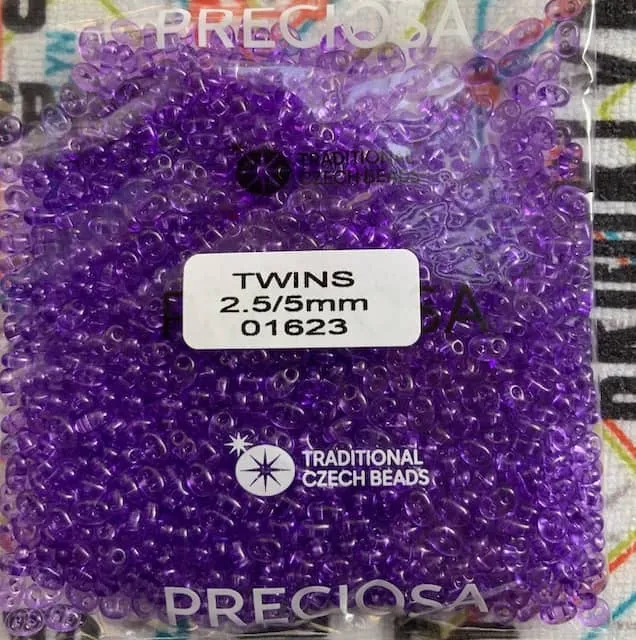 PRECIOSA
TRADITIONAL
CZECH BEADS
TWINS
2.5/5mm
01623
TRADITIONAL
CZECH BEADS
PRECIOSA